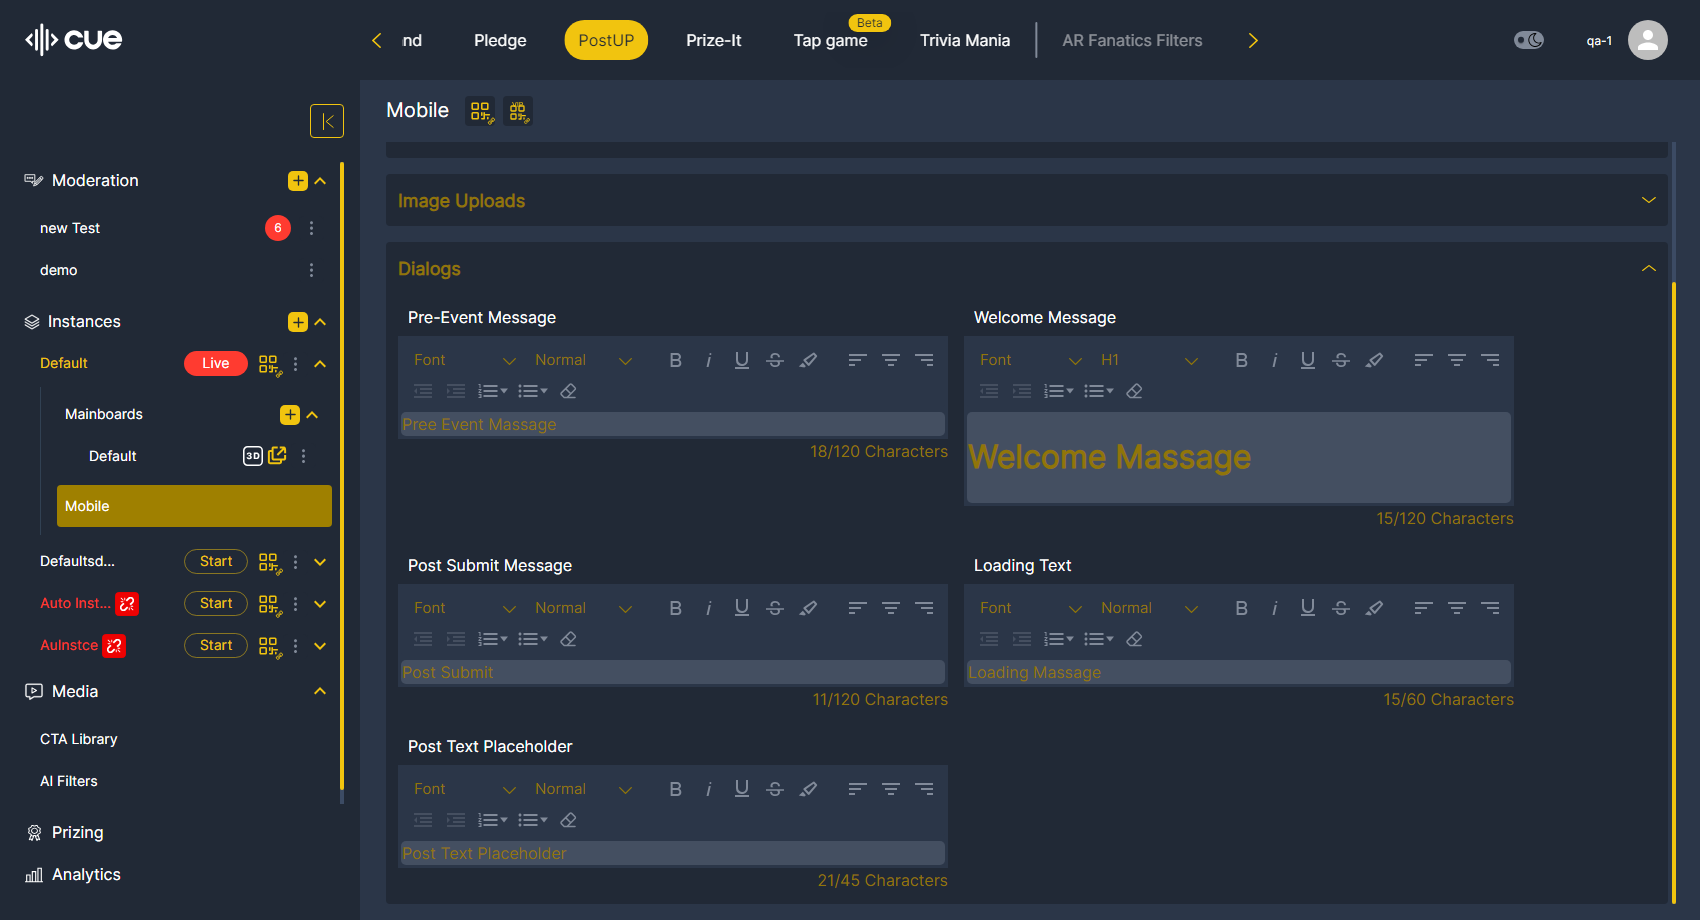 cue
nd
Pledge
PostUP
Prize-It
Tap game
Beta
Trivia Mania
AR Fanatics Filters
qa-1
Moderation
new Test
6
demo
Instances
Default
Live
Mainboards
Default
3D
Mobile
Defaultsd...
Start
Auto Inst...
Start
AuInstce
Start
Media
CTA Library
AI Filters
Prizing
Analytics
Mobile
Image Uploads
Dialogs
Pre-Event Message
Font Normal
Pree Event Massage
18/120 Characters
Welcome Message
Font H1
Welcome Massage
15/120 Characters
Post Submit Message
Font Normal
Post Submit
11/120 Characters
Loading Text
Font Normal
Loading Massage
15/60 Characters
Post Text Placeholder
Font Normal
Post Text Placeholder
21/45 Characters